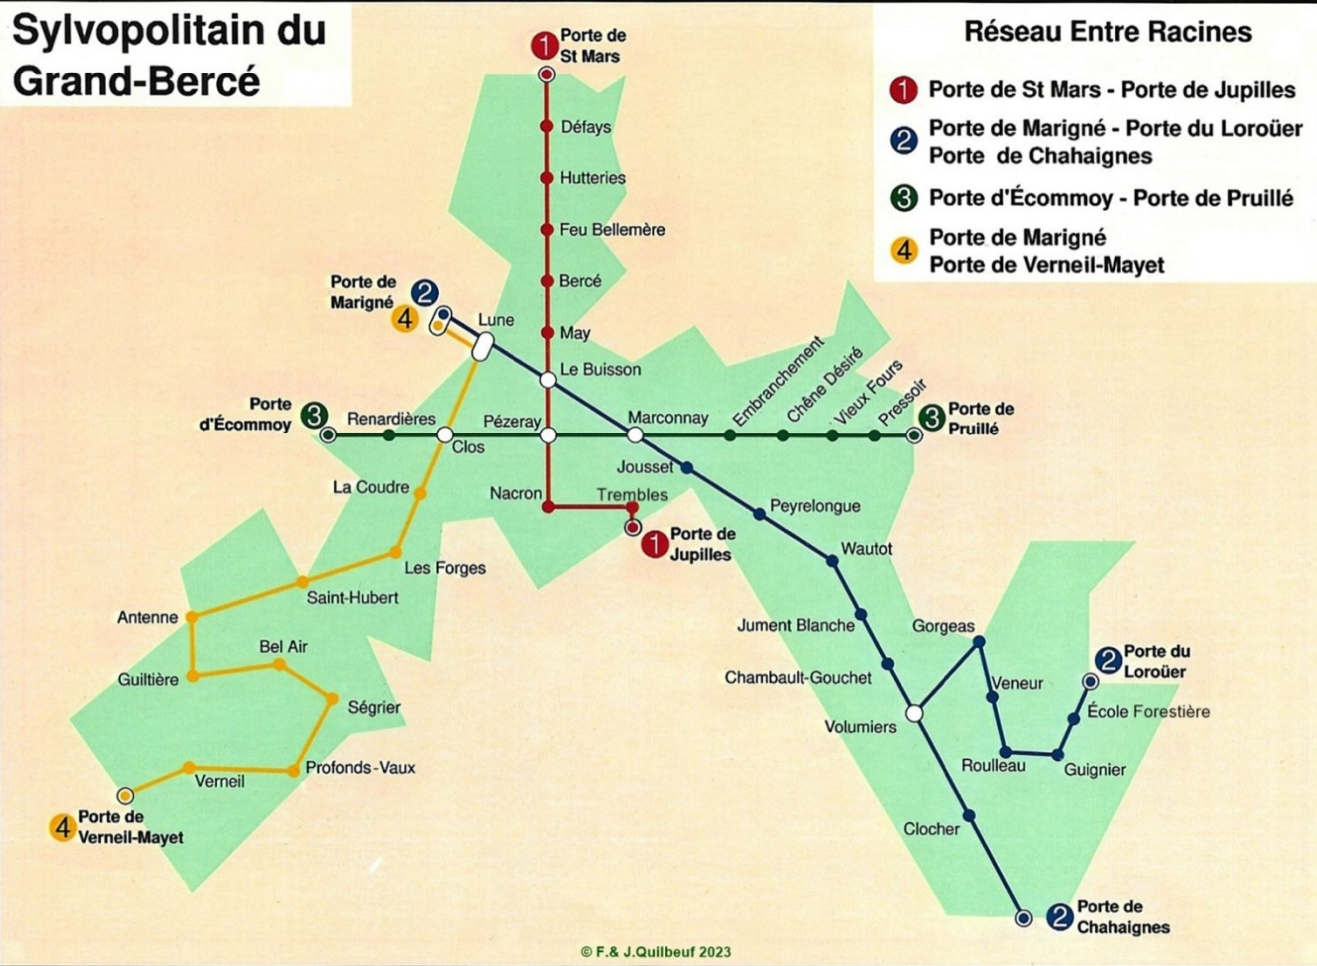 Sylvopolitain du
Grand-Bercé
Réseau Entre Racines
1 Porte de St Mars - Porte de Jupilles
2 Porte de Marigné - Porte du Loroüer
Porte de Chahaignes
3 Porte d'Écommoy - Porte de Pruillé
4 Porte de Marigné
Porte de Verneil-Mayet
1 Porte de
St Mars
Défays
Hutteries
Feu Bellemère
Bercé
May
Le Buisson
Porte de
Marigné
2
4
Lune
Porte
d'Écommoy
3
Renardières
Clos
Pézeray
Marconnay
Embranchement
Chêne Désiré
Vieux Fours
Pressoir
3 Porte de
Pruillé
La Coudre
Nacron
Trembles
1 Porte de
Jupilles
Jousset
Peyrelongue
Wautot
Les Forges
Saint-Hubert
Antenne
Guiltière
Bel Air
Ségrier
Profonds-Vaux
Verneil
4 Porte de
Verneil-Mayet
Jument Blanche
Chambault-Gouchet
Volumiers
Gorgeas
Veneur
Roulleau
Guignier
École Forestière
2 Porte du
Loroüer
Clocher
2 Porte de
Chahaignes
© F.& J.Quilbeuf 2023